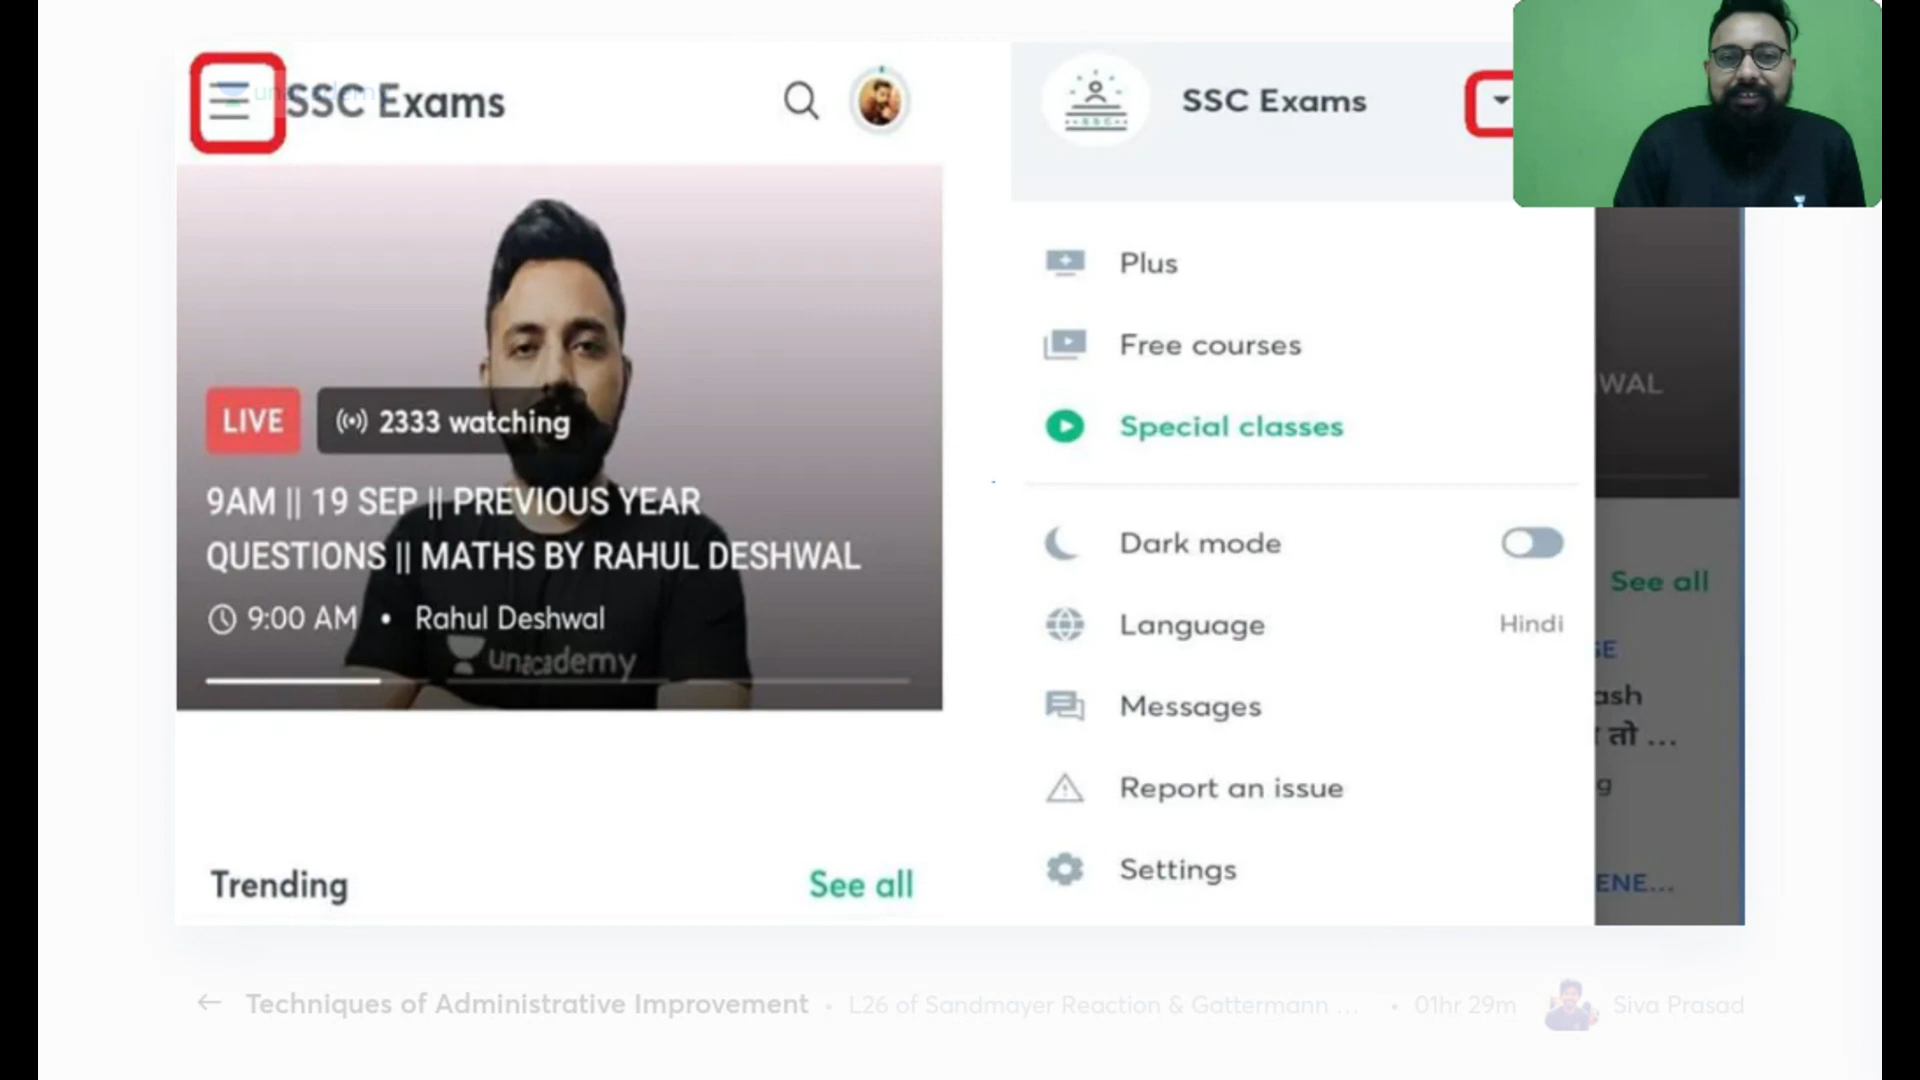 SSC Exams
LIVE
2333 watching
9AM || 19 SEP || PREVIOUS YEAR
QUESTIONS || MATHS BY RAHUL DESHWAL
9:00 AM • Rahul Deshwal
unacademy
Trending
See all
SSC Exams
SSC
Plus
Free courses
Special classes
Dark mode
Language
Hindi
Messages
Report an issue
Settings
WAL
See all
GE
ash
तो ...
g
ENE...
Techniques of Administrative Improvement • L26 of Sandmayer Reaction & Gattermann ... • 01hr 29m
Siva Prasad